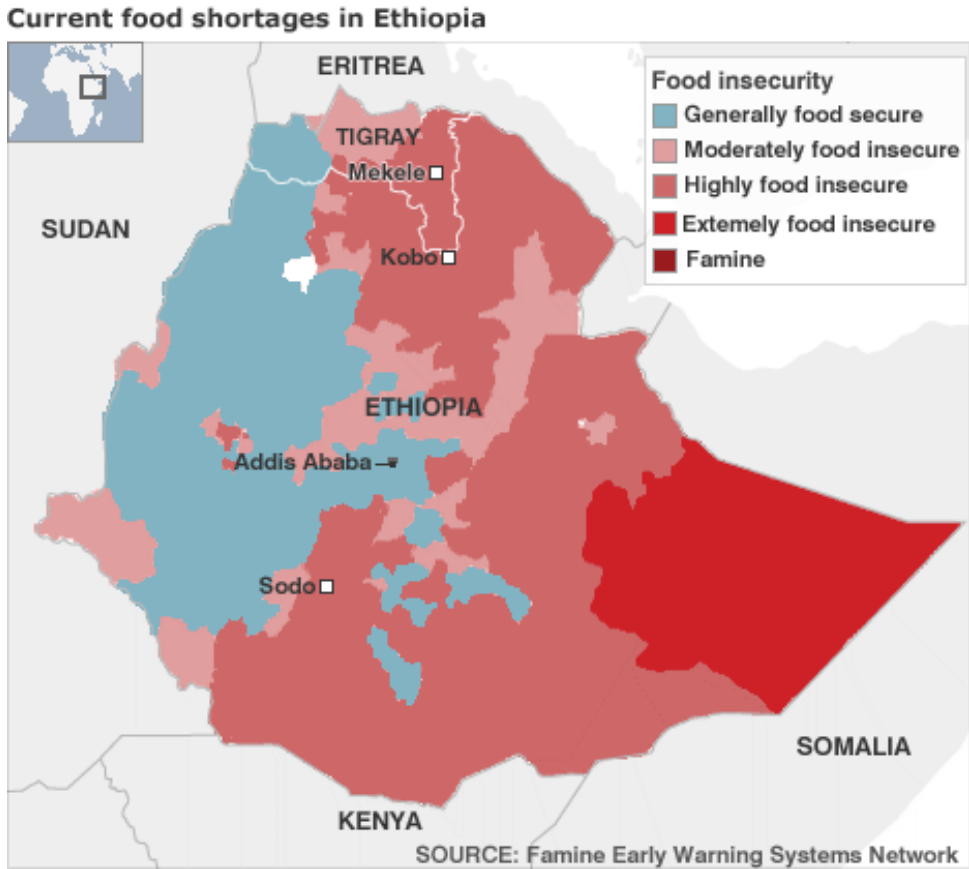 Current food shortages in Ethiopia
ERITREA
Food insecurity
Generally food secure
Moderately food insecure
Highly food insecure
Extemely food insecure
Famine
TIGRAY
Mekele
SUDAN
Kobo
ETHIOPIA
Addis Ababa
Sodo
SOMALIA
KENYA
SOURCE: Famine Early Warning Systems Network